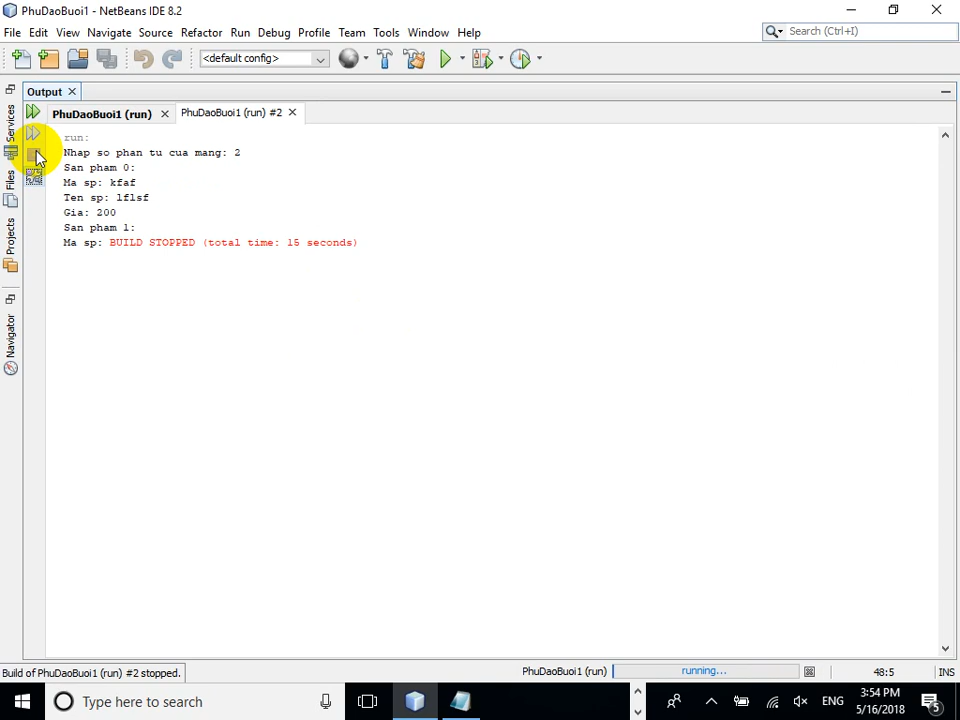 PhuDaoBuoi1 - NetBeans IDE 8.2
File Edit View Navigate Source Refactor Run Debug Profile Team Tools Window Help
Search (Ctrl+I)
<default config>
Output
PhuDaoBuoi1 (run)
PhuDaoBuoi1 (run) #2
Services
Files
Projects
Navigator
run:
Nhap so phan tu cua mang: 2
San pham 0:
Ma sp: kfaf
Ten sp: lflsf
Gia: 200
San pham 1:
Ma sp: BUILD STOPPED (total time: 15 seconds)
Build of PhuDaoBuoi1 (run) #2 stopped.
PhuDaoBuoi1 (run)
running...
48:5
INS
Type here to search
ENG
3:54 PM
5/16/2018
5